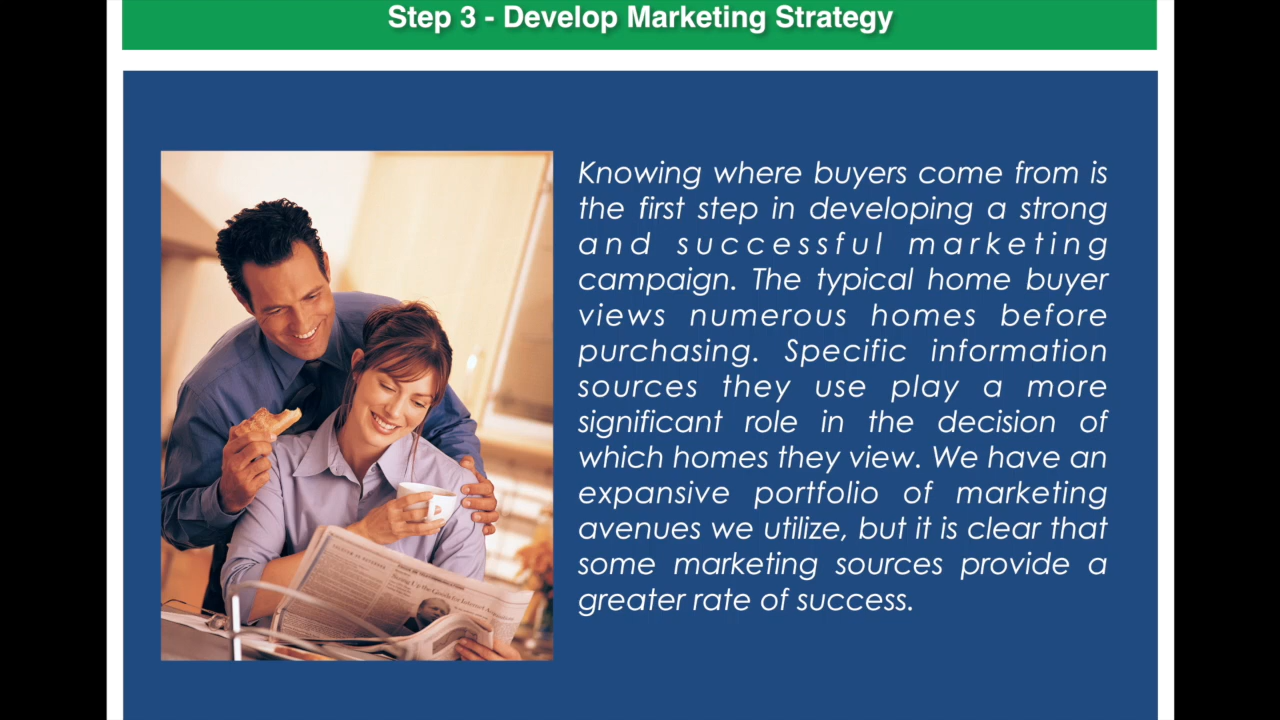 Step 3 - Develop Marketing Strategy
Knowing where buyers come from is
the first step in developing a strong
and successful marketing
campaign. The typical home buyer
views numerous homes before
purchasing. Specific information
sources they use play a more
significant role in the decision of
which homes they view. We have an
expansive portfolio of marketing
avenues we utilize, but it is clear that
some marketing sources provide a
greater rate of success.